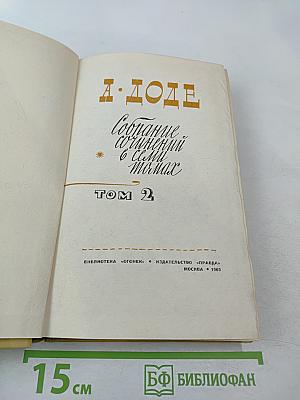 А • ДОДЕ
Собрание
сочинений
в семи
томах
ТОМ 2
БИБЛИОТЕКА «ОГОНЕК» • ИЗДАТЕЛЬСТВО «ПРАВДА»
МОСКВА • 1965
15 см
БФ БИБЛИОФАН